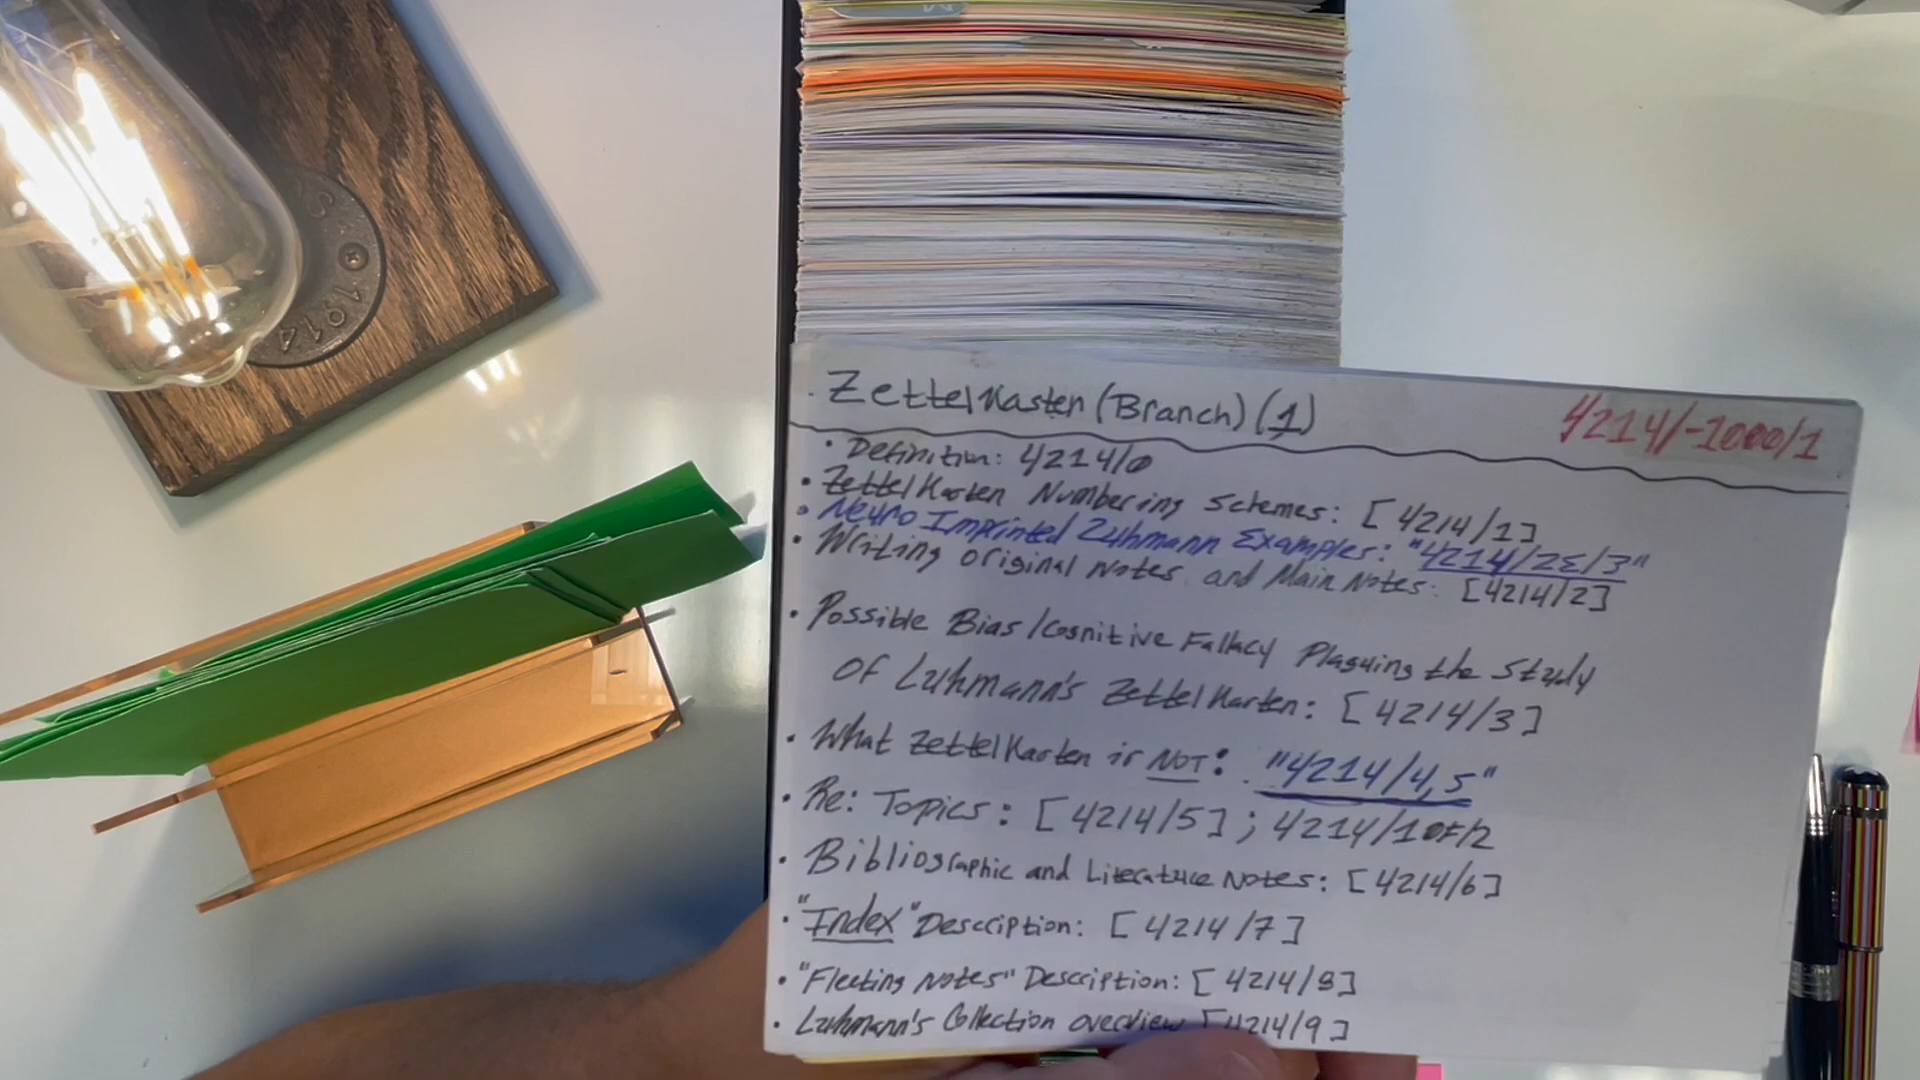 Zettelkasten (Branch) (1)
4214/-1000/1
• Definition: 4214/0
• Zettelkasten Numbering Schemes: [4214/1]
• Neuro Imprinted Luhmann Examples: "4214/2E/3"
• Writing original notes and Main Notes: [4214/2]
• Possible Bias/Cognitive Fallacy Plaguing the Study
of Luhmann's Zettelkasten: [4214/3]
• What Zettelkasten is NOT: "4214/4,5"
• Re: Topics: [4214/5]; 4214/10F/2
• Bibliographic and Literature Notes: [4214/6]
• "Index" Description: [4214/7]
• "Fleeting Notes" Description: [4214/8]
• Luhmann's Collection overview [4214/9]
1914